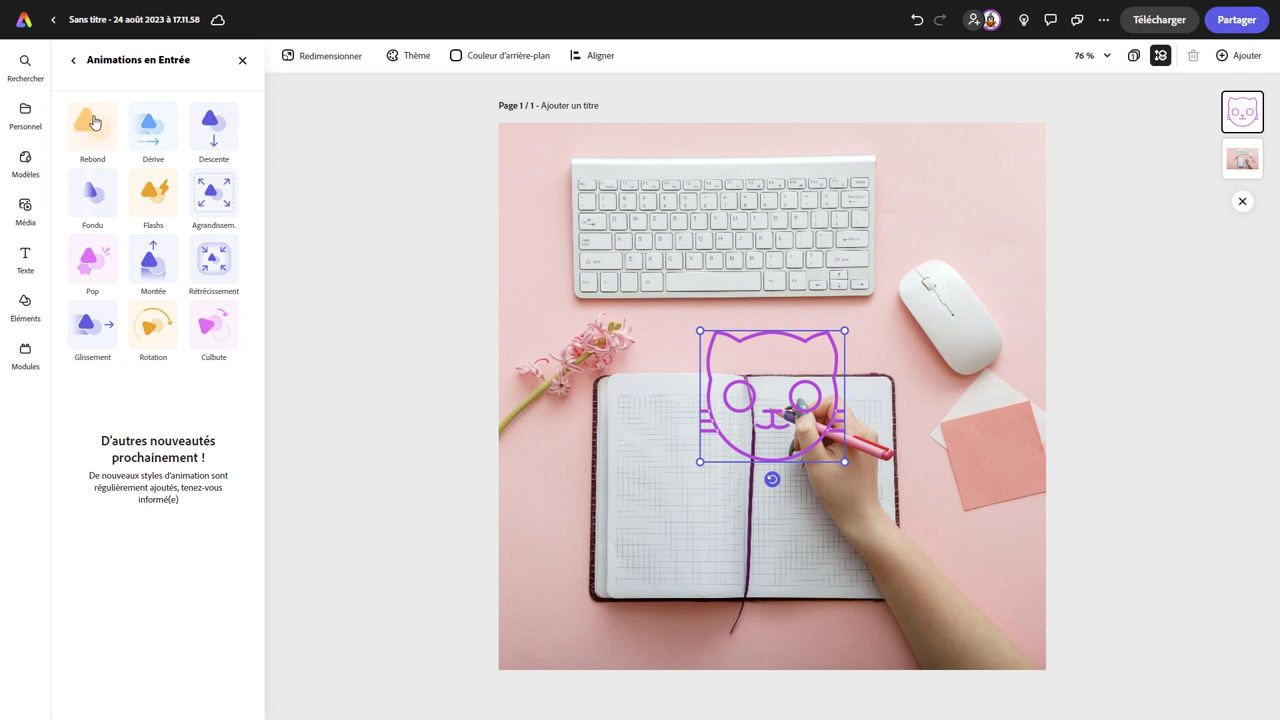 Sans titre - 24 août 2023 à 17.11.58
Télécharger
Partager
Rechercher
Personnel
Modèles
Média
Texte
Éléments
Modules
Animations en Entrée
Rebond
Dérive
Descente
Fondu
Flashs
Agrandissem.
Pop
Montée
Rétrécissement
Glissement
Rotation
Culbute
D'autres nouveautés
prochainement !
De nouveaux styles d'animation sont
régulièrement ajoutés, tenez-vous
informé(e)
Redimensionner
Thème
Couleur d'arrière-plan
Aligner
76 %
Ajouter
Page 1 / 1 - Ajouter un titre